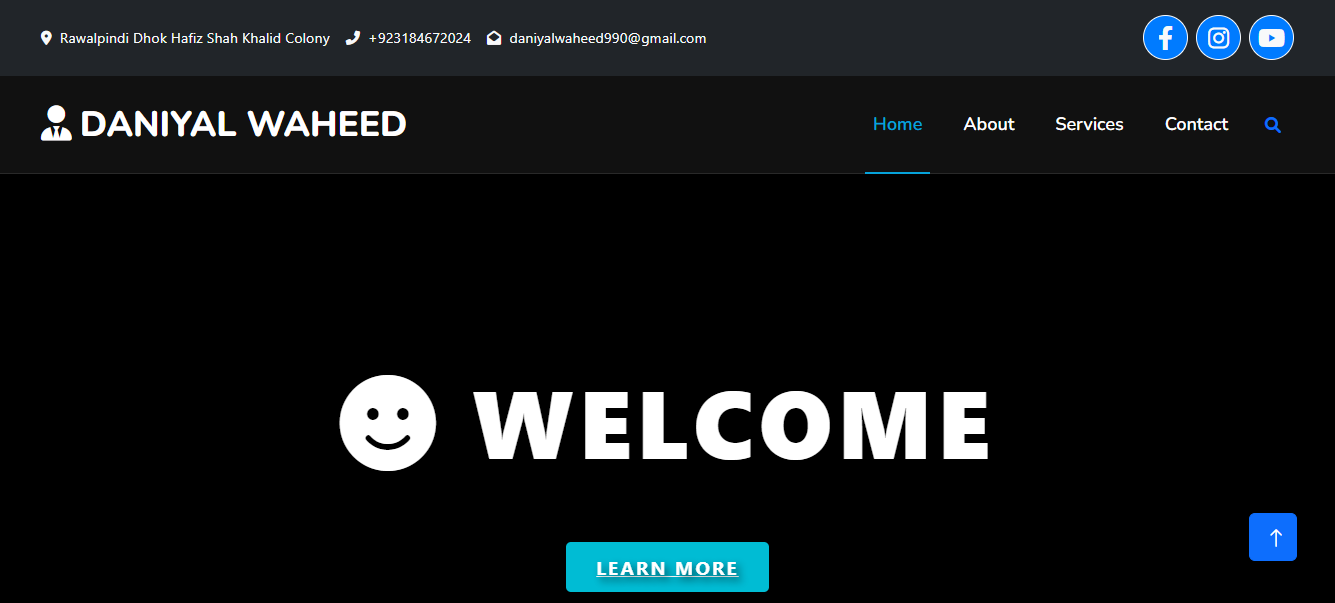 Rawalpindi Dhok Hafiz Shah Khalid Colony +923184672024 daniyalwaheed990@gmail.com
DANIYAL WAHEED Home About Services Contact
WELCOME
LEARN MORE